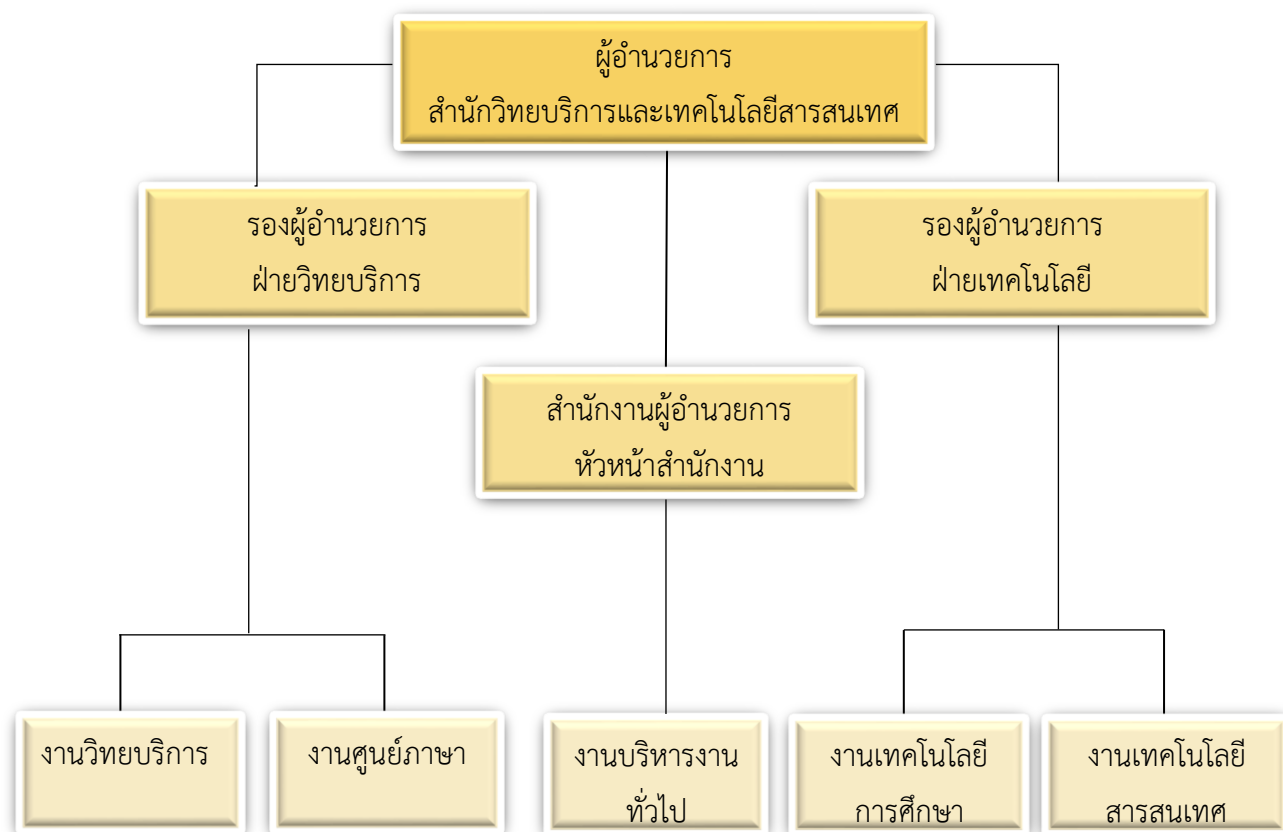 ผู้อำนวยการ
สำนักวิทยบริการและเทคโนโลยีสารสนเทศ
รองผู้อำนวยการ
ฝ่ายวิทยบริการ
รองผู้อำนวยการ
ฝ่ายเทคโนโลยี
สำนักงานผู้อำนวยการ
หัวหน้าสำนักงาน
งานวิทยบริการ
งานศูนย์ภาษา
งานบริหารงาน
ทั่วไป
งานเทคโนโลยี
การศึกษา
งานเทคโนโลยี
สารสนเทศ